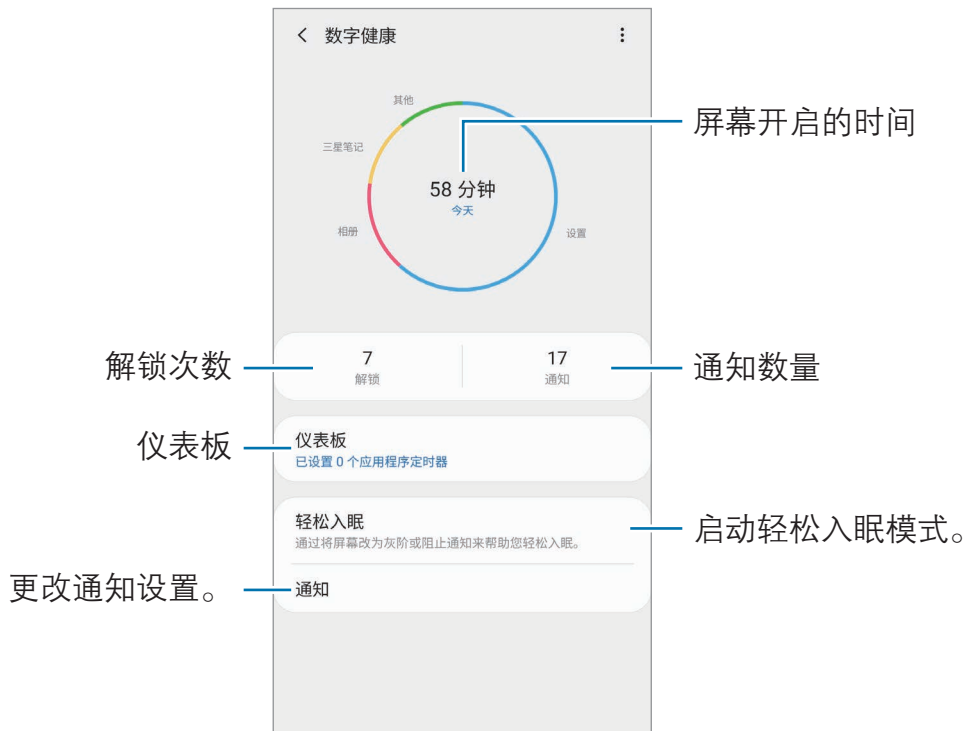 数字健康
其他
屏幕开启的时间
三星笔记
58 分钟
今天
相册
设置
解锁次数
7
解锁
17
通知
通知数量
仪表板
仪表板
已设置 0 个应用程序定时器
轻松入眠
通过将屏幕改为灰阶或阻止通知来帮助您轻松入眠。
启动轻松入眠模式。
更改通知设置。
通知